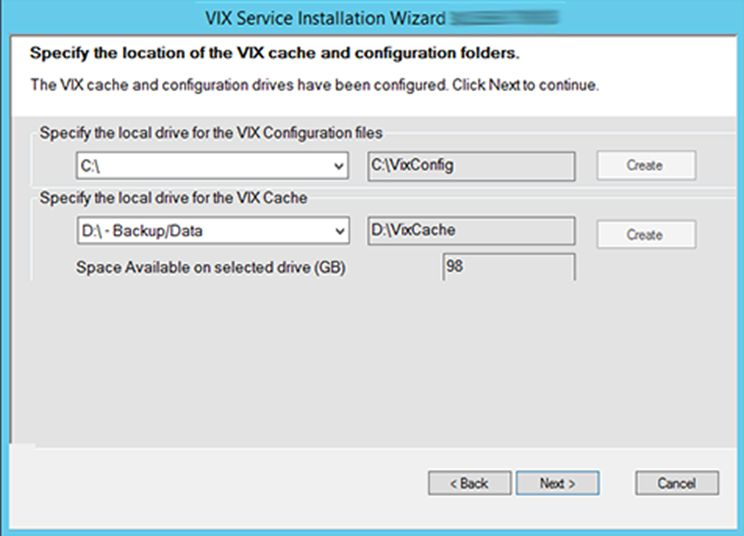 VIX Service Installation Wizard
Specify the location of the VIX cache and configuration folders.
The VIX cache and configuration drives have been configured. Click Next to continue.
Specify the local drive for the VIX Configuration files
C:\ C:\VixConfig Create
Specify the local drive for the VIX Cache
D:\ - Backup/Data D:\VixCache Create
Space Available on selected drive (GB) 98
< Back Next > Cancel